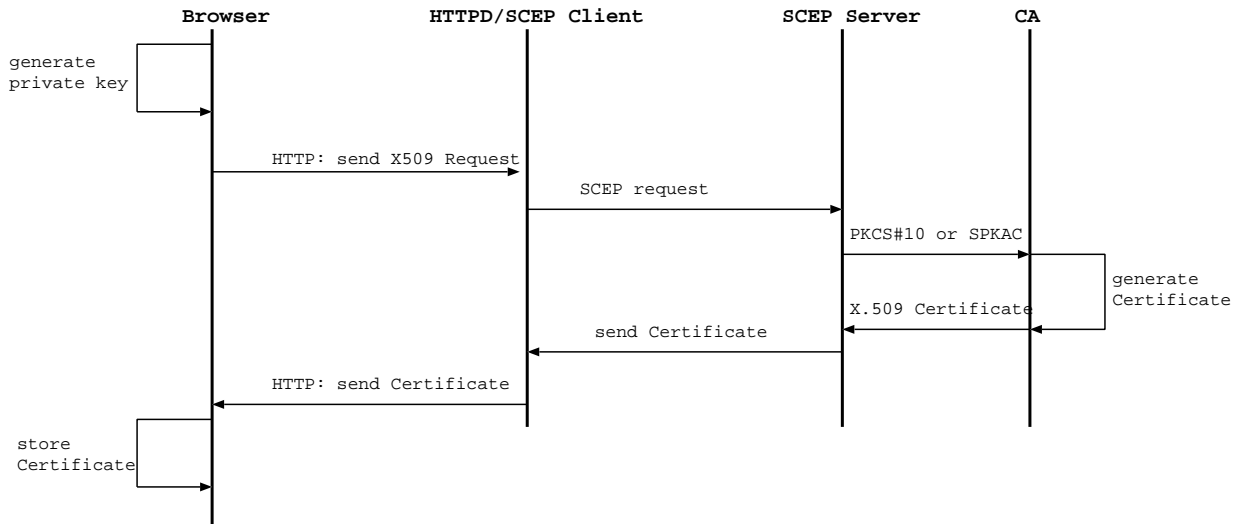 Browser
HTTPD/SCEP Client
SCEP Server
CA
generate
private key
HTTP: send X509 Request
SCEP request
PKCS#10 or SPKAC
generate
Certificate
X.509 Certificate
send Certificate
HTTP: send Certificate
store
Certificate